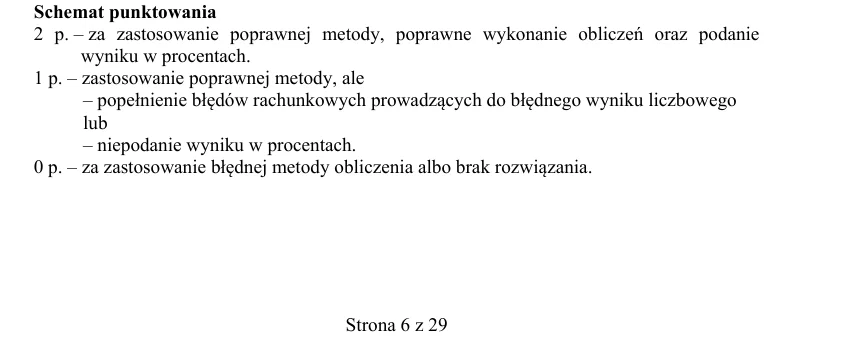 Schemat punktowania
2 p. – za zastosowanie poprawnej metody, poprawne wykonanie obliczeń oraz podanie
wyniku w procentach.
1 p. – zastosowanie poprawnej metody, ale
– popełnienie błędów rachunkowych prowadzących do błędnego wyniku liczbowego
lub
– niepodanie wyniku w procentach.
0 p. – za zastosowanie błędnej metody obliczenia albo brak rozwiązania.
Strona 6 z 29